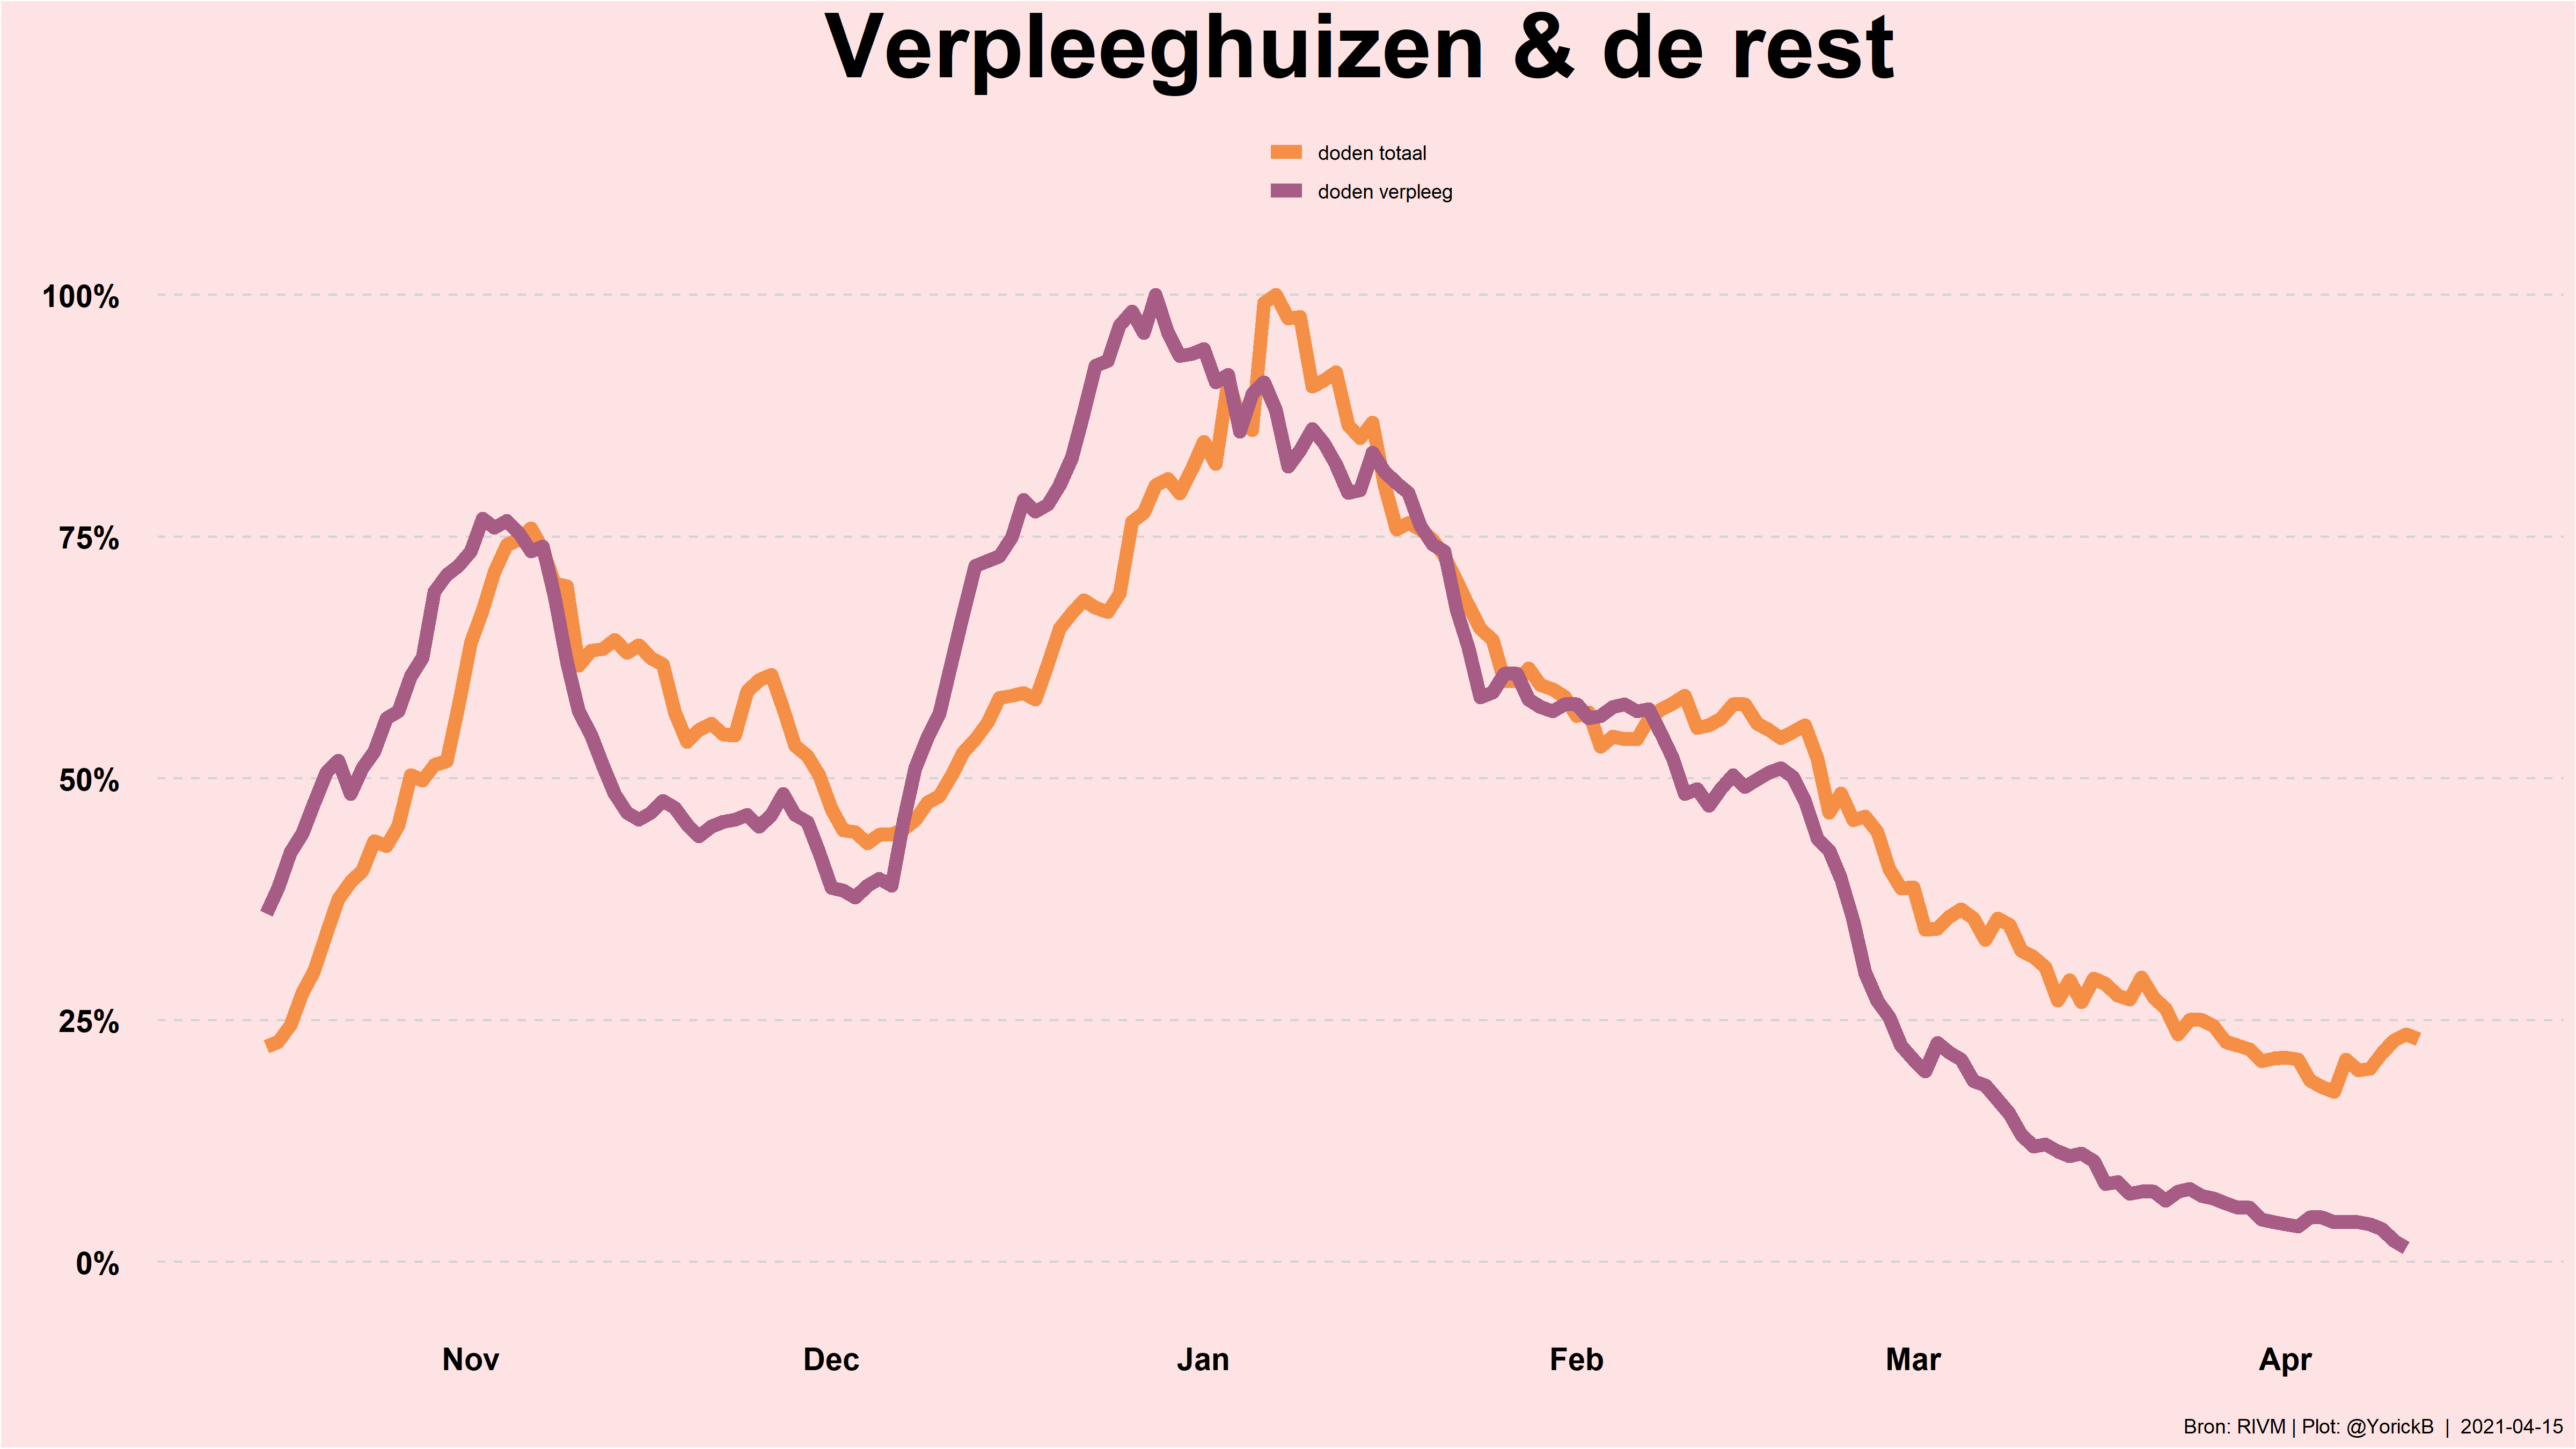 Verpleeghuizen & de rest
doden totaal
doden verpleeg
100%
75%
50%
25%
0%
Nov Dec Jan Feb Mar Apr
Bron: RIVM | Plot: @YorickB | 2021-04-15